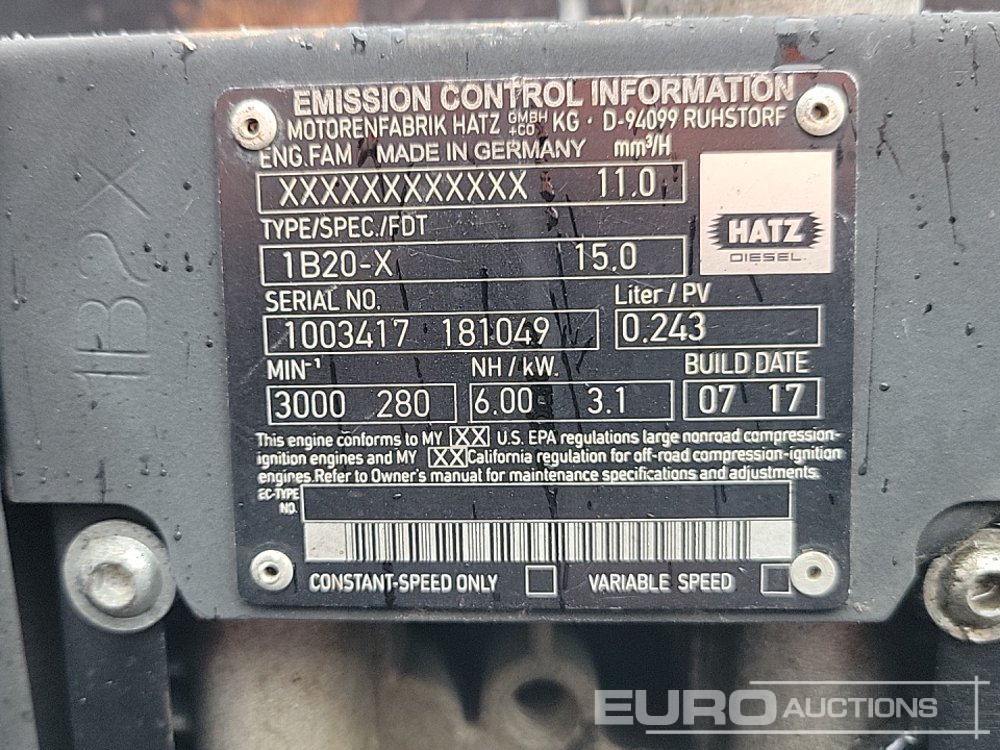 EMISSION CONTROL INFORMATION
MOTORENFABRIK HATZ GMBH +CO KG · D-94099 RUHSTORF
ENG.FAM MADE IN GERMANY mm³/H
XXXXXXXXXXXX 11.0
HATZ
DIESEL
TYPE/SPEC./FDT
1B20-X 15.0
SERIAL NO. Liter / PV
1003417 181049 0.243
MIN⁻¹ NH / kW. BUILD DATE
3000 280 6.00 3.1 07 17
This engine conforms to MY XX U.S. EPA regulations large nonroad compression-
ignition engines and MY XX California regulation for off-road compression-ignition
engines. Refer to Owner's manual for maintenance specifications and adjustments.
EC-TYPE
NO.
CONSTANT-SPEED ONLY VARIABLE SPEED
EURO AUCTIONS